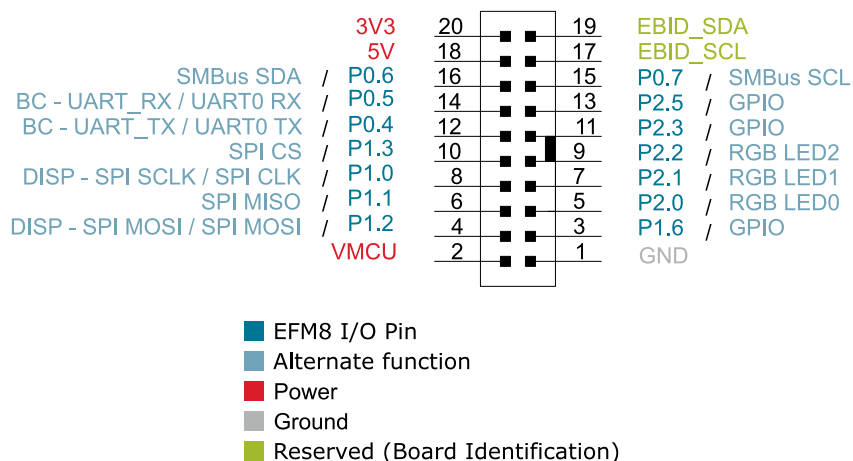 3V3 20 19 EBID_SDA
5V 18 17 EBID_SCL
SMBus SDA / P0.6 16 15 P0.7 / SMBus SCL
BC - UART_RX / UART0 RX / P0.5 14 13 P2.5 / GPIO
BC - UART_TX / UART0 TX / P0.4 12 11 P2.3 / GPIO
SPI CS / P1.3 10 9 P2.2 / RGB LED2
DISP - SPI SCLK / SPI CLK / P1.0 8 7 P2.1 / RGB LED1
SPI MISO / P1.1 6 5 P2.0 / RGB LED0
DISP - SPI MOSI / SPI MOSI / P1.2 4 3 P1.6 / GPIO
VMCU 2 1 GND
EFM8 I/O Pin
Alternate function
Power
Ground
Reserved (Board Identification)